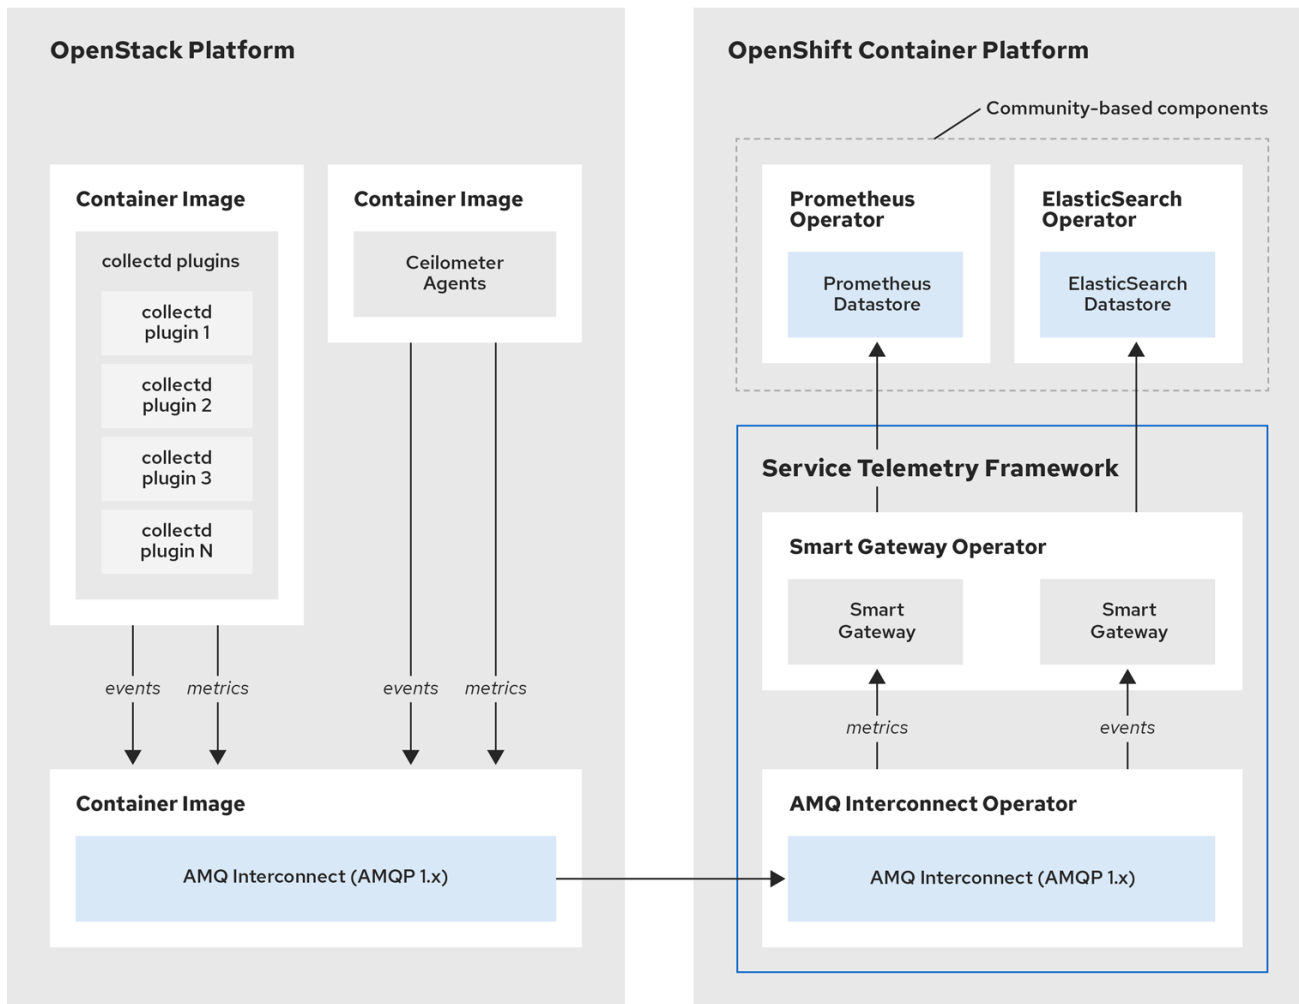 OpenStack Platform
Container Image
collectd plugins
collectd
plugin 1
collectd
plugin 2
collectd
plugin 3
collectd
plugin N
Container Image
Ceilometer
Agents
events
metrics
events
metrics
Container Image
AMQ Interconnect (AMQP 1.x)
OpenShift Container Platform
Community-based components
Prometheus
Operator
Prometheus
Datastore
ElasticSearch
Operator
ElasticSearch
Datastore
Service Telemetry Framework
Smart Gateway Operator
Smart
Gateway
Smart
Gateway
metrics
events
AMQ Interconnect Operator
AMQ Interconnect (AMQP 1.x)